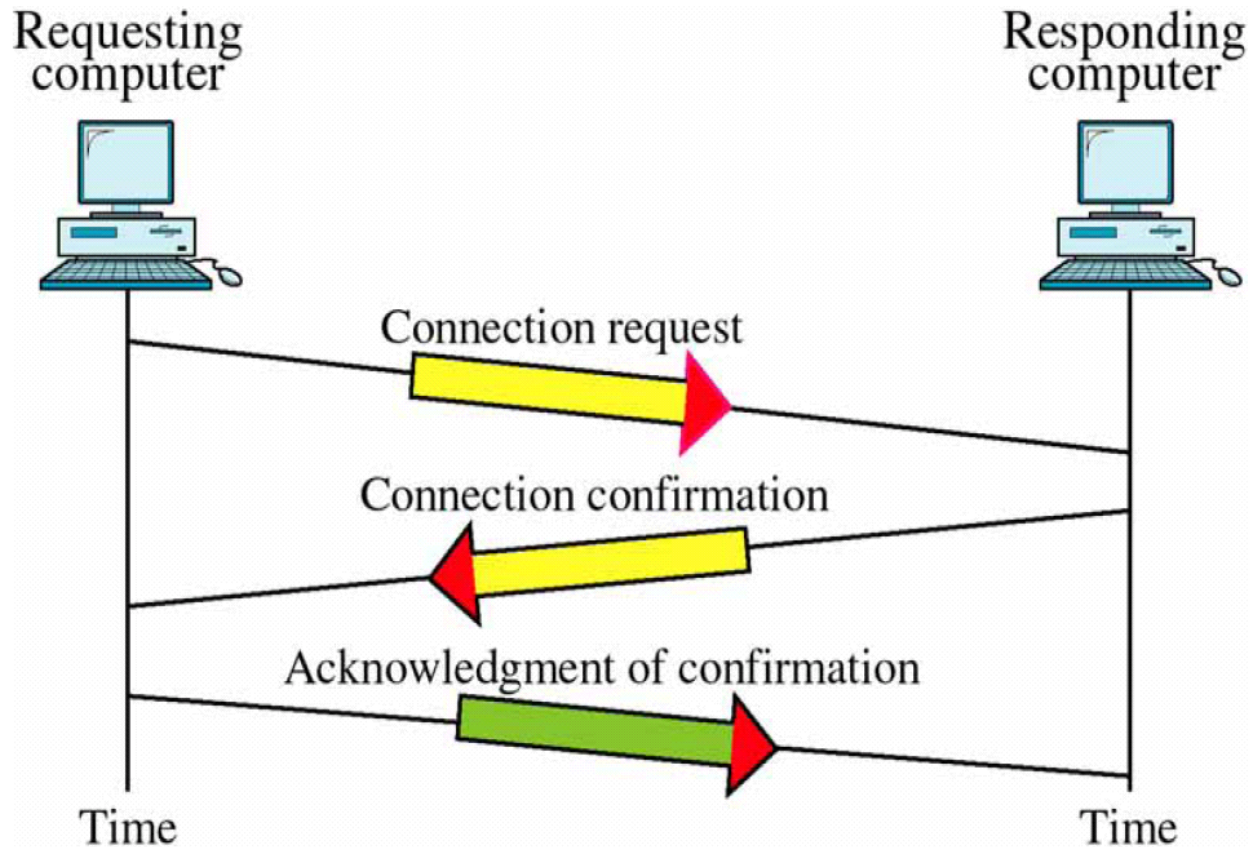 Requesting
computer
Responding
computer
Connection request
Connection confirmation
Acknowledgment of confirmation
Time
Time